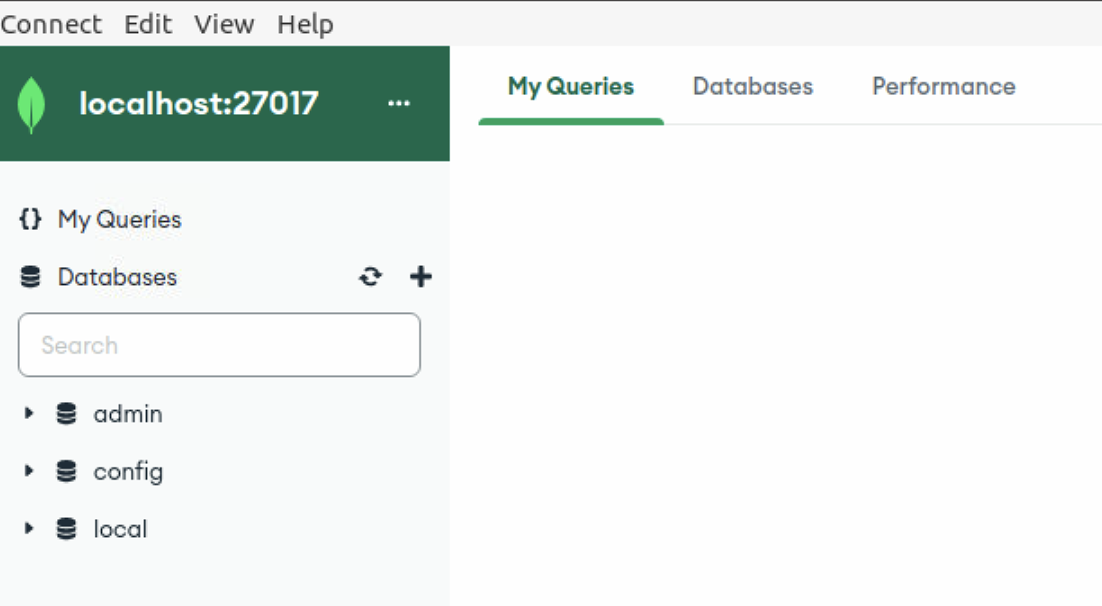 Connect Edit View Help
localhost:27017 ...
My Queries Databases Performance
{} My Queries
Databases
Search
admin
config
local